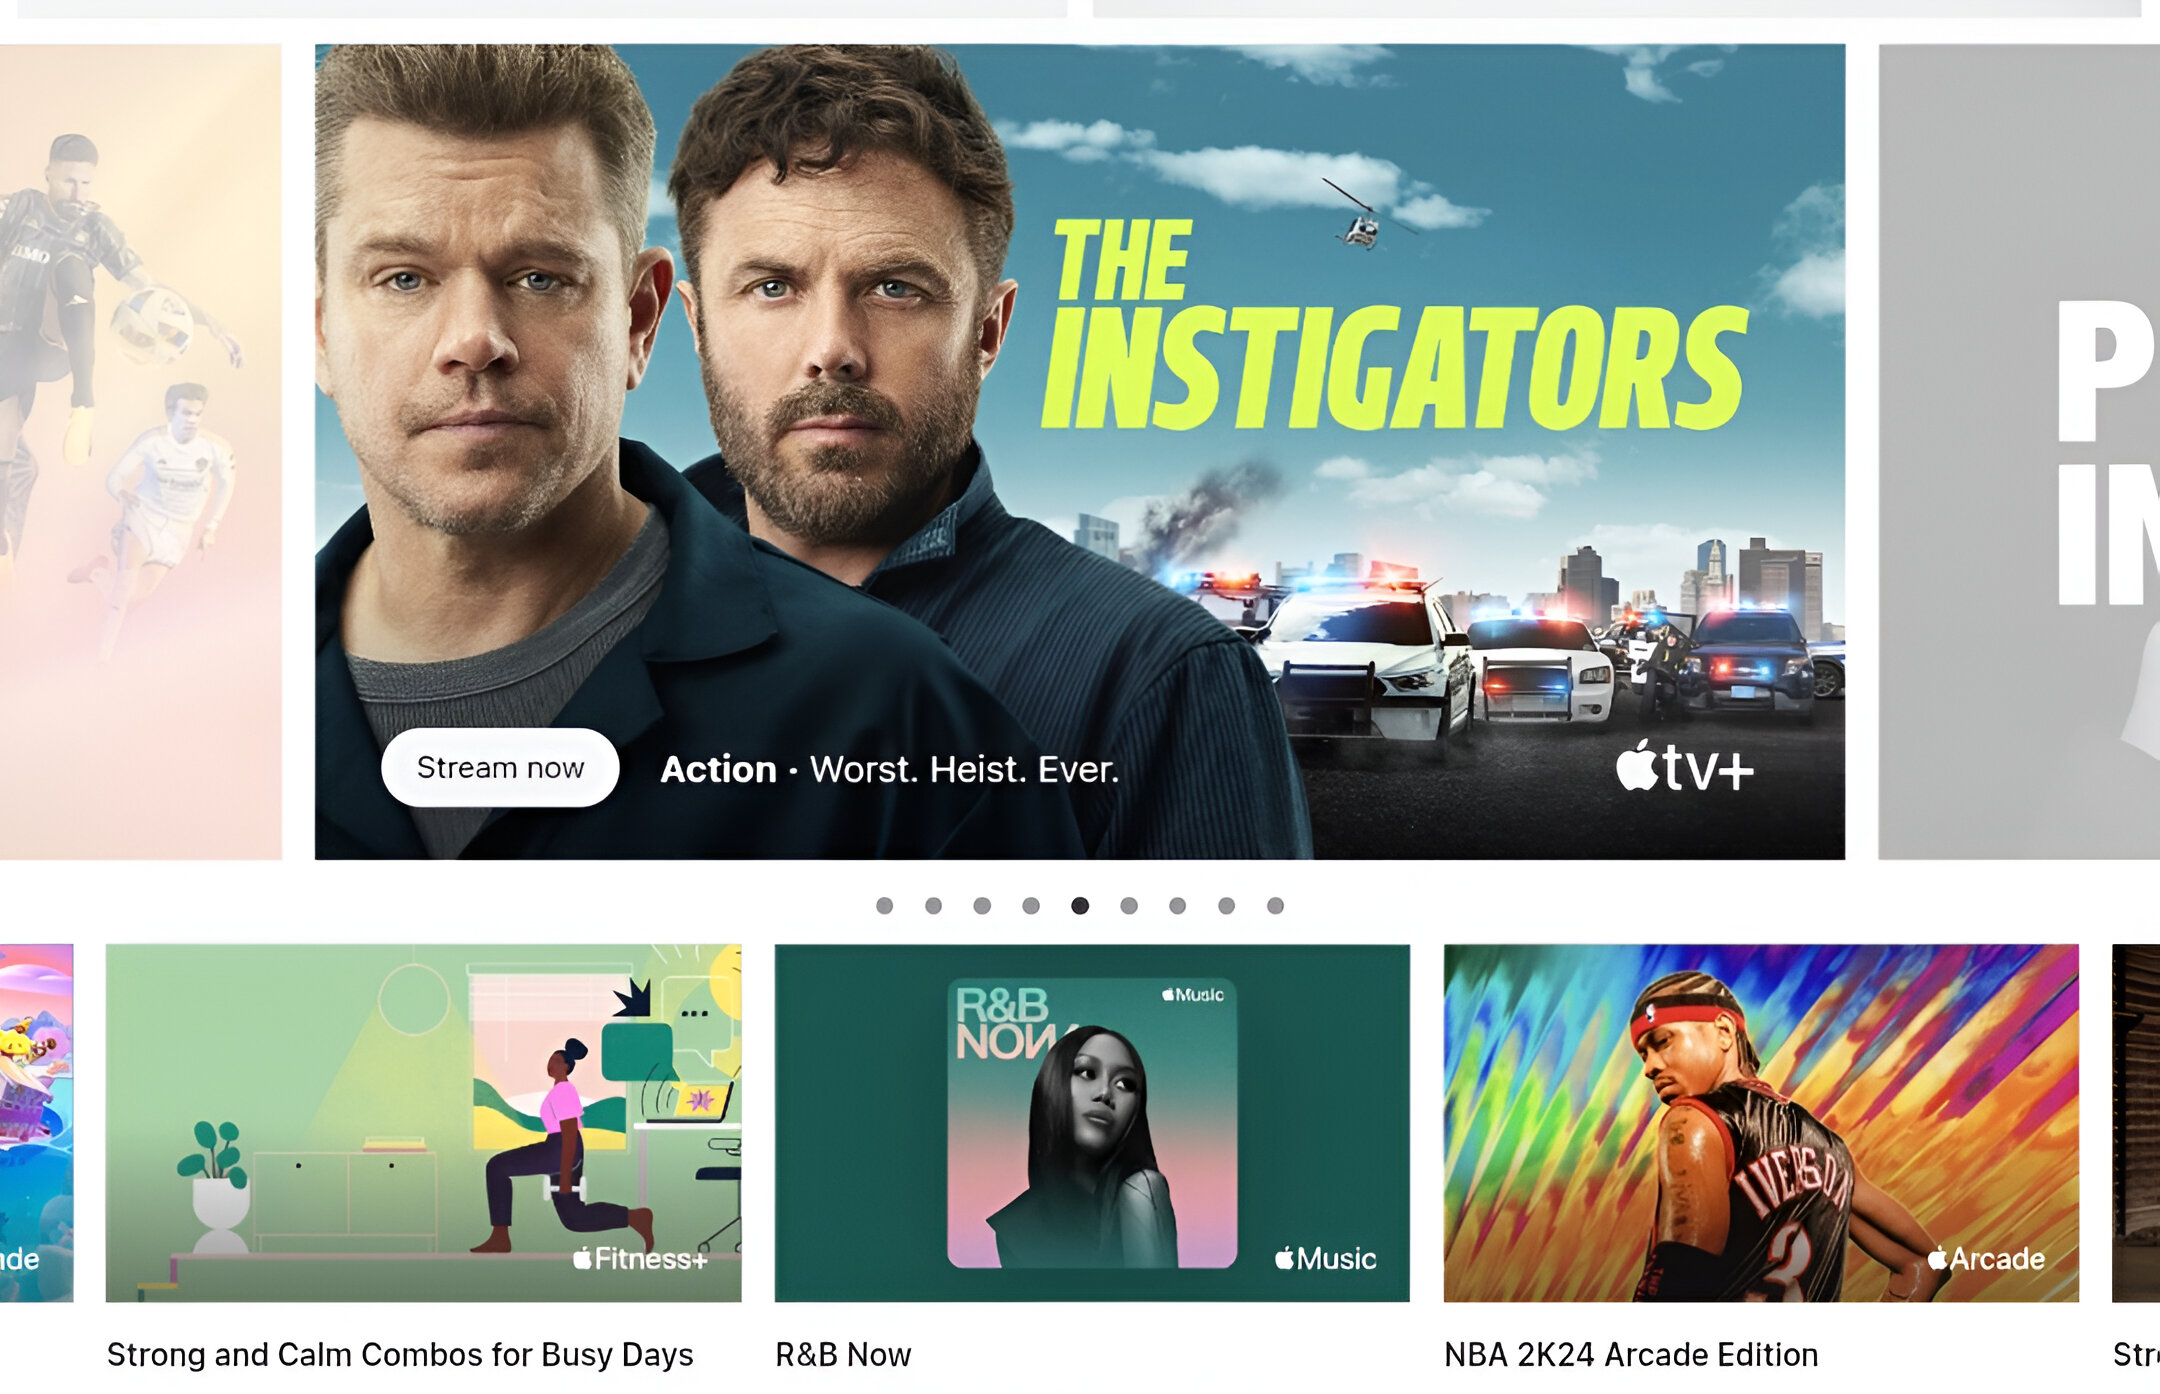 THE
INSTIGATORS
Stream now
Action · Worst. Heist. Ever.
tv+
P
IN
de
Fitness+
R&B
NOW
Music
Music
IVERSON
3
Arcade
Strong and Calm Combos for Busy Days
R&B Now
NBA 2K24 Arcade Edition
Str